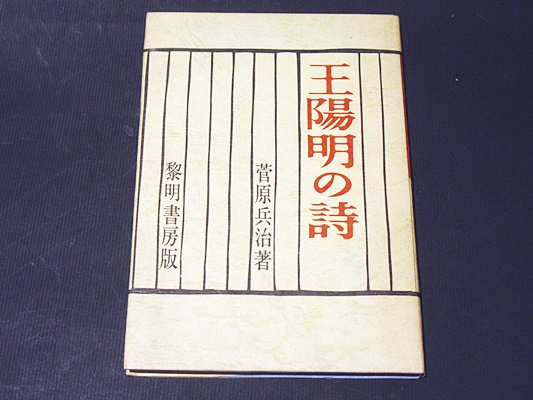 王陽明の詩
菅原兵治著
黎明書房版